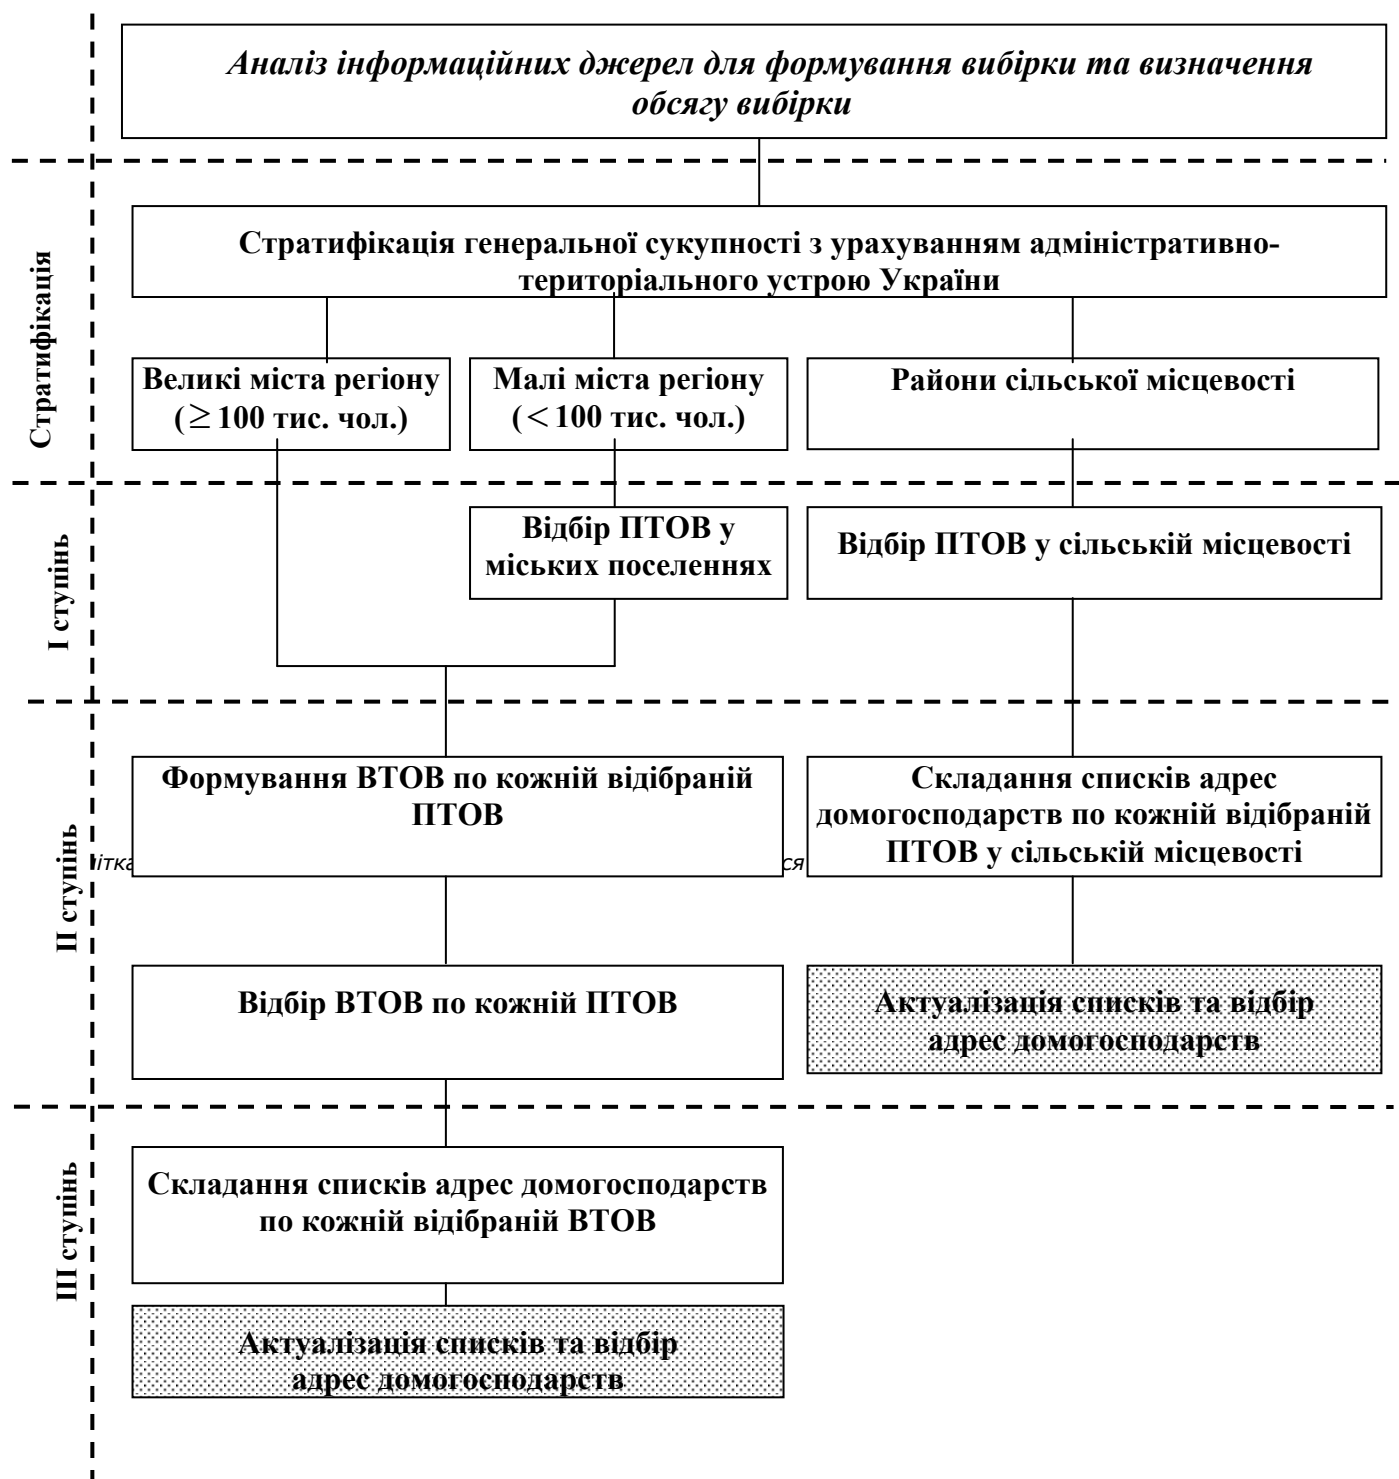 Аналіз інформаційних джерел для формування вибірки та визначення
обсягу вибірки
Стратифікація
Стратифікація генеральної сукупності з урахуванням адміністративно-
територіального устрою України
Великі міста регіону
(≥100 тис. чол.)
Малі міста регіону
(<100 тис. чол.)
Райони сільської місцевості
І ступінь
Відбір ПТОВ у
міських поселеннях
Відбір ПТОВ у сільській місцевості
ІІ ступінь
Формування ВТОВ по кожній відібраній
ПТОВ
Складання списків адрес
домогосподарств по кожній відібраній
ПТОВ у сільській місцевості
Відбір ВТОВ по кожній ПТОВ
Актуалізація списків та відбір
адрес домогосподарств
ІІІ ступінь
Складання списків адрес домогосподарств
по кожній відібраній ВТОВ
Актуалізація списків та відбір
адрес домогосподарств